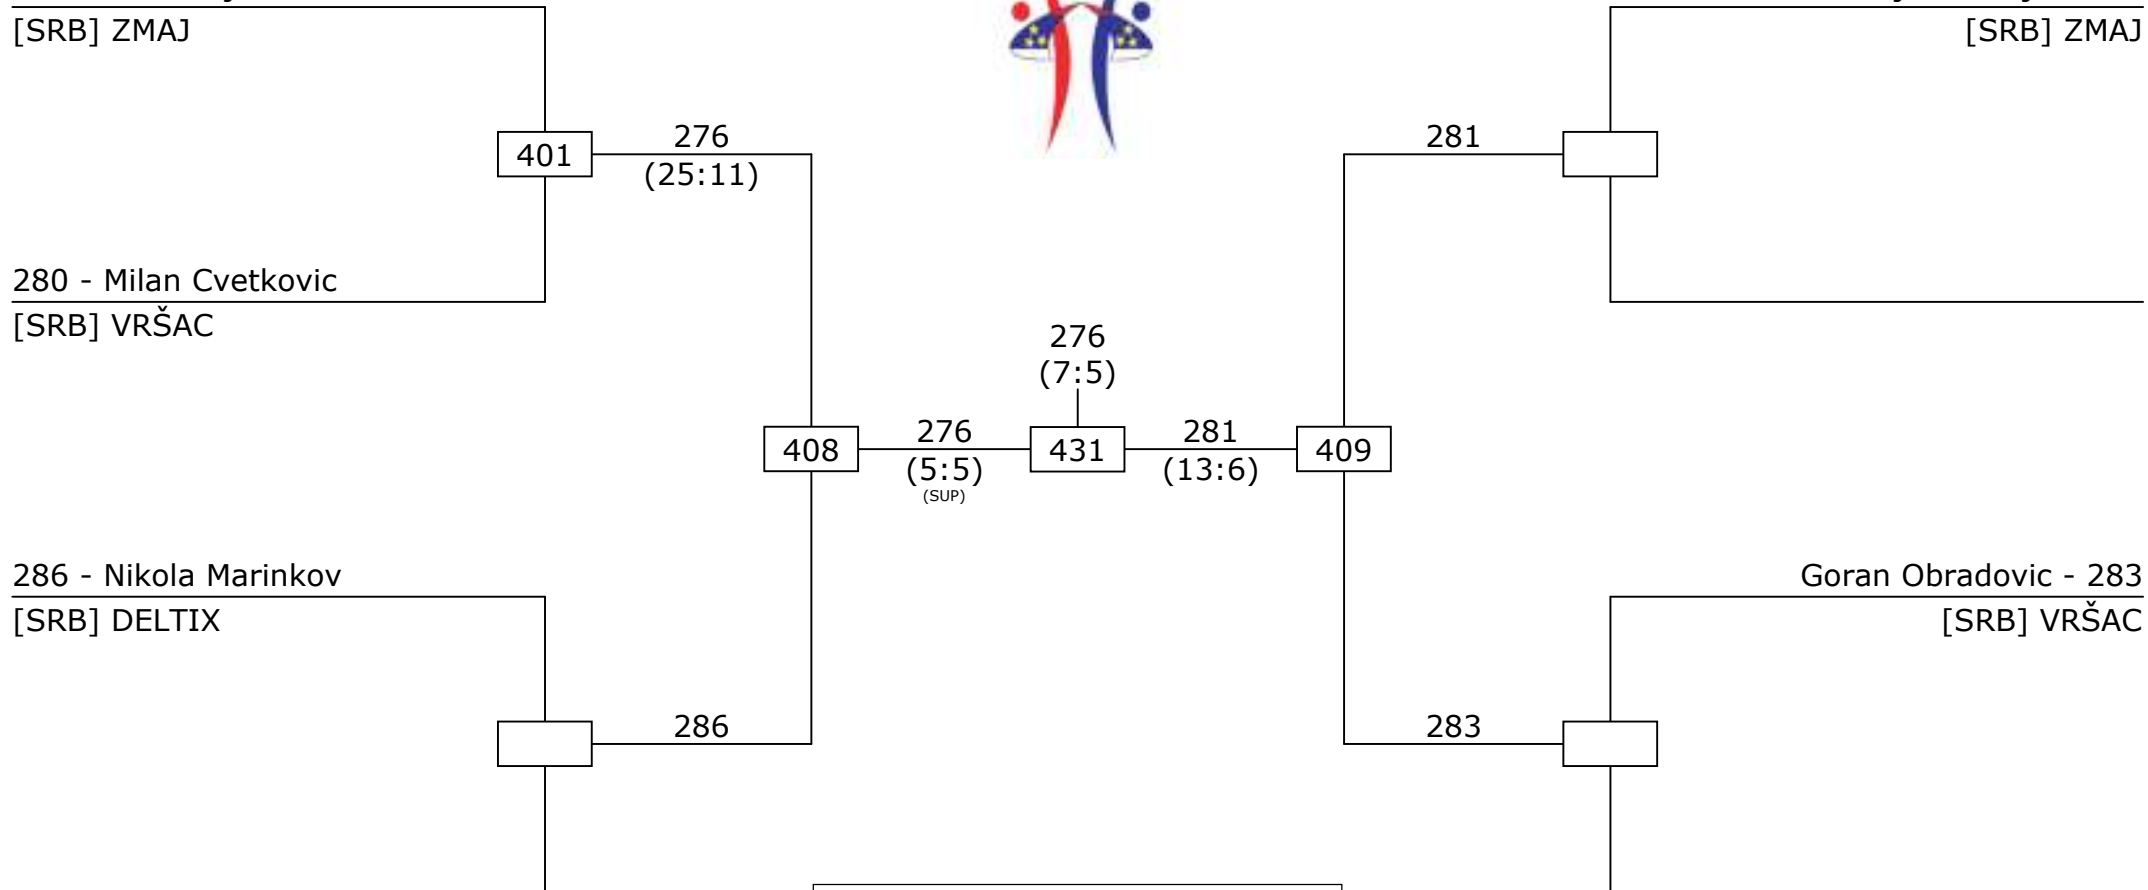 [SRB] ZMAJ
[SRB] ZMAJ
276
281
401
(25:11)
280 - Milan Cvetkovic
[SRB] VRŠAC
276
(7:5)
276
281
408
431
409
(5:5)
(13:6)
(SUP)
286 - Nikola Marinkov
Goran Obradovic - 283
[SRB] DELTIX
[SRB] VRŠAC
286
283